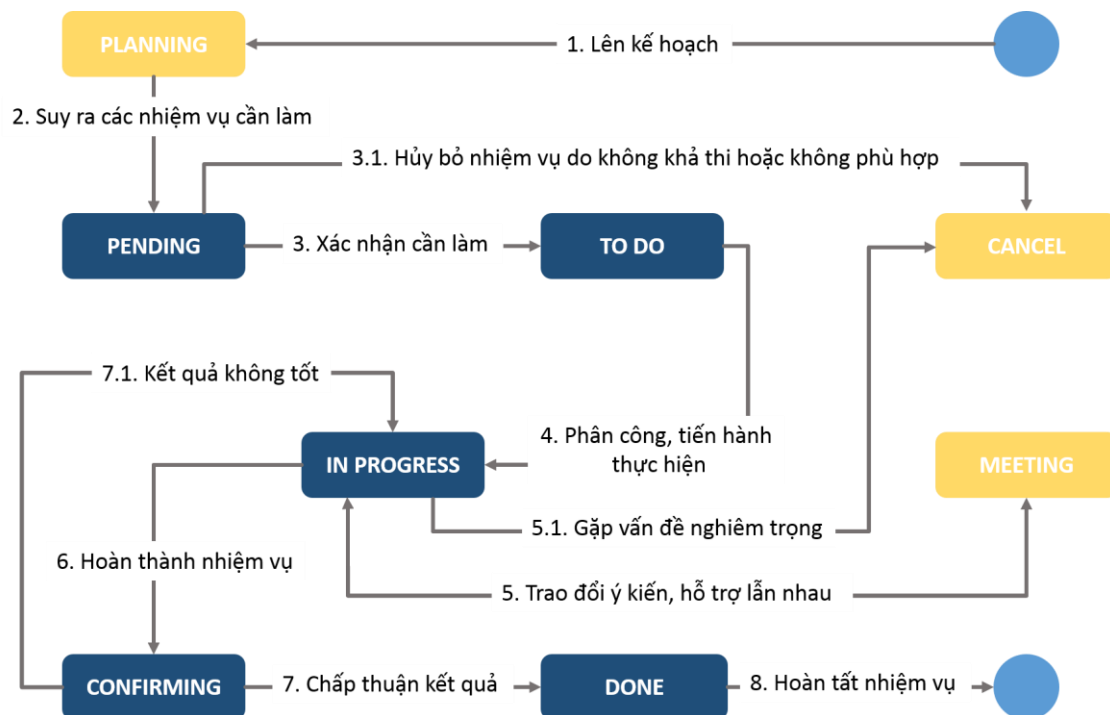 PLANNING
1. Lên kế hoạch
2. Suy ra các nhiệm vụ cần làm
3.1. Hủy bỏ nhiệm vụ do không khả thi hoặc không phù hợp
PENDING
3. Xác nhận cần làm
TO DO
CANCEL
7.1. Kết quả không tốt
4. Phân công, tiến hành
thực hiện
IN PROGRESS
MEETING
5.1. Gặp vấn đề nghiêm trọng
6. Hoàn thành nhiệm vụ
5. Trao đổi ý kiến, hỗ trợ lẫn nhau
CONFIRMING
7. Chấp thuận kết quả
DONE
8. Hoàn tất nhiệm vụ